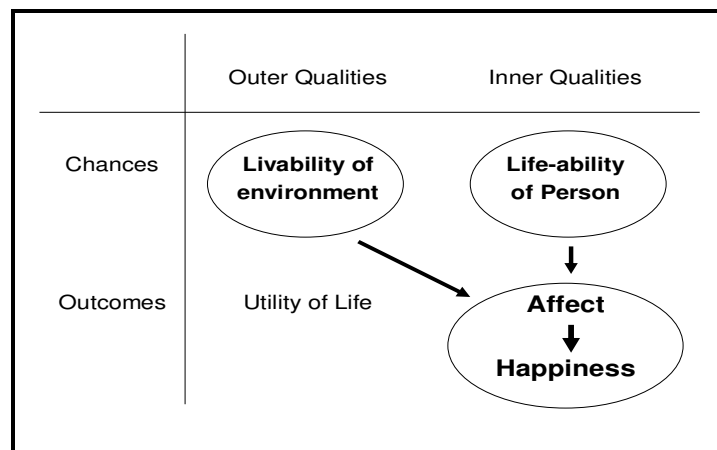 Outer Qualities Inner Qualities
Chances
Livability of
environment
Life-ability
of Person
Outcomes
Utility of Life
Affect
Happiness